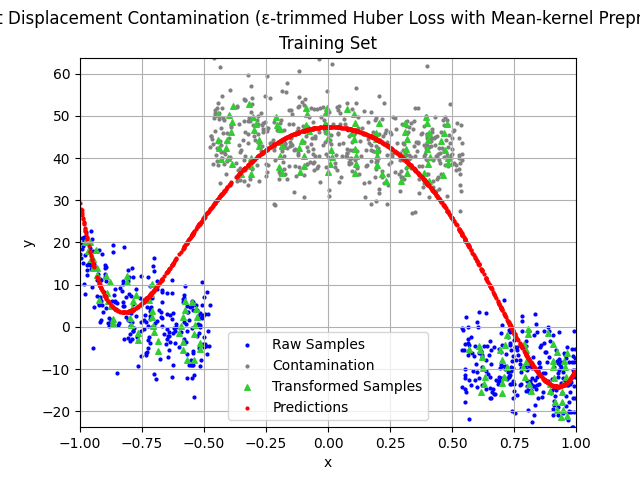 t Displacement Contamination (ε-trimmed Huber Loss with Mean-kernel Prepr
Training Set
60
50
40
30
20
10
0
−10
−20
y
Raw Samples
Contamination
Transformed Samples
Predictions
−1.00 −0.75 −0.50 −0.25 0.00 0.25 0.50 0.75 1.00
x